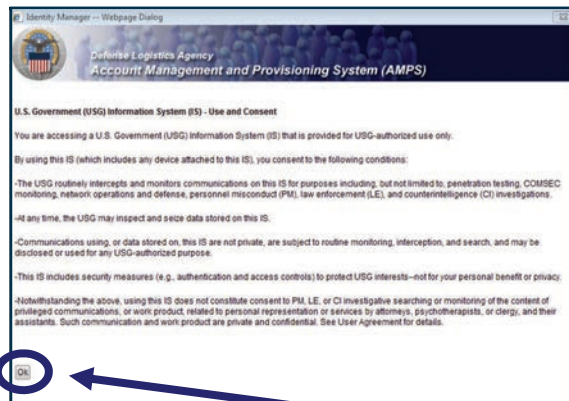 Identity Manager -- Webpage Dialog
Defense Logistics Agency
Account Management and Provisioning System (AMPS)
U.S. Government (USG) Information System (IS) - Use and Consent
You are accessing a U.S. Government (USG) Information System (IS) that is provided for USG-authorized use only.
By using this IS (which includes any device attached to this IS), you consent to the following conditions:
-The USG routinely intercepts and monitors communications on this IS for purposes including, but not limited to, penetration testing, COMSEC
monitoring, network operations and defense, personnel misconduct (PM), law enforcement (LE), and counterintelligence (CI) investigations.
-At any time, the USG may inspect and seize data stored on this IS.
-Communications using, or data stored on, this IS are not private, are subject to routine monitoring, interception, and search, and may be
disclosed or used for any USG-authorized purpose.
-This IS includes security measures (e.g., authentication and access controls) to protect USG interests--not for your personal benefit or privacy.
-Notwithstanding the above, using this IS does not constitute consent to PM, LE, or CI investigative searching or monitoring of the content of
privileged communications, or work product, related to personal representation or services by attorneys, psychotherapists, or clergy, and their
assistants. Such communication and work product are private and confidential. See User Agreement for details.
Ok